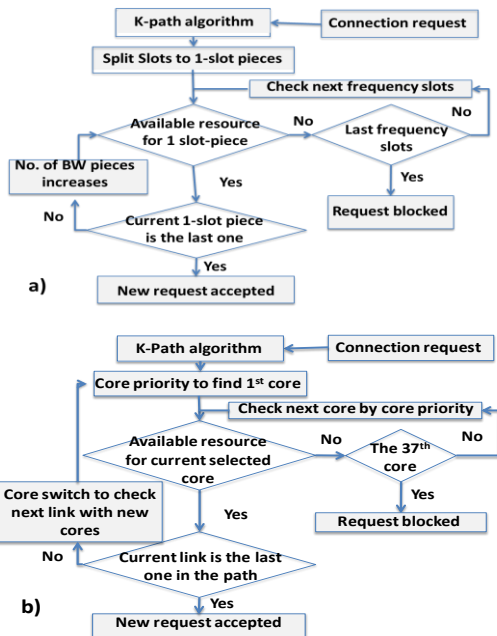 K-path algorithm
Connection request
Split Slots to 1-slot pieces
Check next frequency slots
No
Available resource
for 1 slot-piece
No
Last frequency
slots
No. of BW pieces
increases
Yes
Yes
No
Current 1-slot piece
is the last one
Request blocked
Yes
a)
New request accepted
K-Path algorithm
Connection request
Core priority to find 1st core
Check next core by core priority
No
Available resource
for current selected
core
No
The 37th
core
Core switch to check
next link with new
cores
Yes
Yes
Request blocked
No
Current link is the last
one in the path
Yes
b)
New request accepted